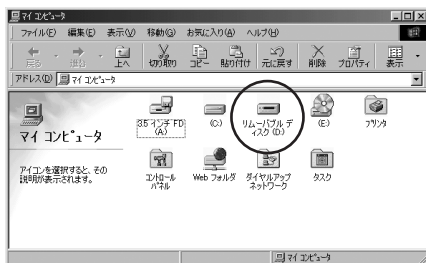 マイ コンピュータ
ファイル(F) 編集(E) 表示(V) 移動(G) お気に入り(A) ヘルプ(H)
戻る 進む 上へ 切り取り コピー 貼り付け 元に戻す 削除 プロパティ 表示
アドレス(D) マイ コンピュータ
マイ コンピュータ
アイコンを選択すると、その
説明が表示されます。
3.5 インチ FD
(A:)
(C:)
リムーバブル デ
ィスク (D:)
(E:)
プリンタ
コントロール
パネル
Web フォルダ
ダイヤルアップ
ネットワーク
タスク
マイ コンピュータ